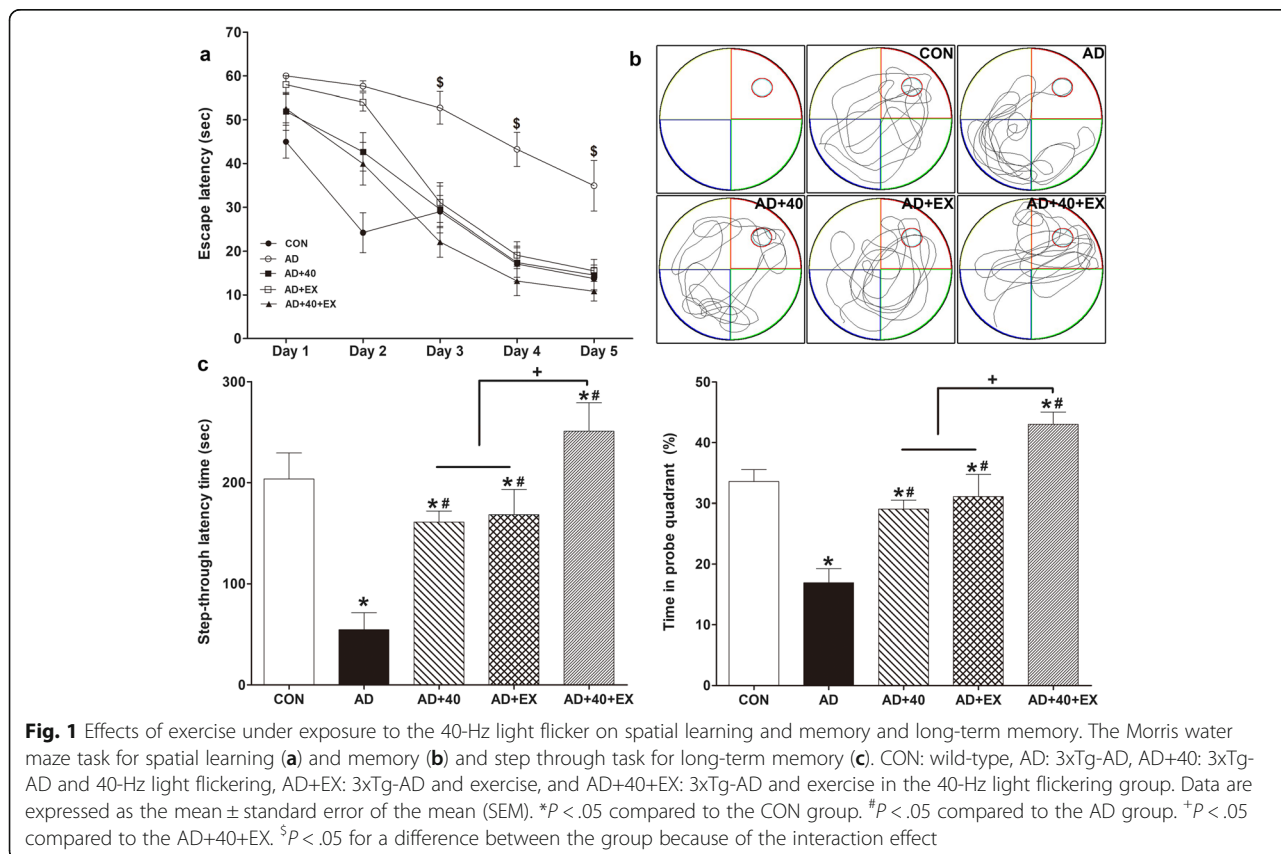 a
70
60
50
40
30
20
10
0
Escape latency (sec)
$
$
$
CON
AD
AD+40
AD+EX
AD+40+EX
Day 1 Day 2 Day 3 Day 4 Day 5
b
CON
AD
AD+40
AD+EX
AD+40+EX
c
300
200
100
0
Step-through latency time (sec)
*
*#
*#
*#
+
CON AD AD+40 AD+EX AD+40+EX
50
40
30
20
10
0
Time in probe quadrant (%)
*
*#
*#
*#
+
CON AD AD+40 AD+EX AD+40+EX
Fig. 1 Effects of exercise under exposure to the 40-Hz light flicker on spatial learning and memory and long-term memory. The Morris water
maze task for spatial learning (a) and memory (b) and step through task for long-term memory (c). CON: wild-type, AD: 3xTg-AD, AD+40: 3xTg-
AD and 40-Hz light flickering, AD+EX: 3xTg-AD and exercise, and AD+40+EX: 3xTg-AD and exercise in the 40-Hz light flickering group. Data are
expressed as the mean ± standard error of the mean (SEM). *P < .05 compared to the CON group. #P < .05 compared to the AD group. +P < .05
compared to the AD+40+EX. $P < .05 for a difference between the group because of the interaction effect